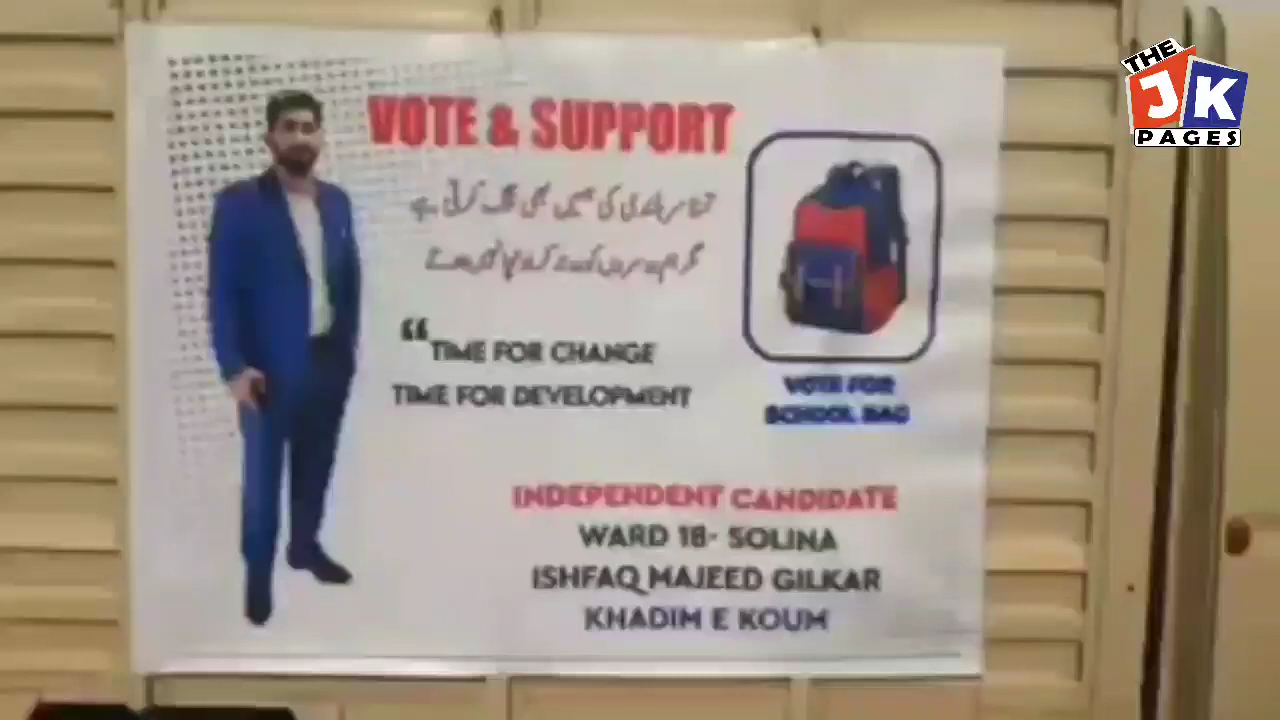 VOTE & SUPPORT
“TIME FOR CHANGE
TIME FOR DEVELOPMENT
VOTE FOR
SCHOOL BAG
INDEPENDENT CANDIDATE
WARD 18- SOLINA
ISHFAQ MAJEED GILKAR
KHADIM E KOUM
THE
JK
PAGES